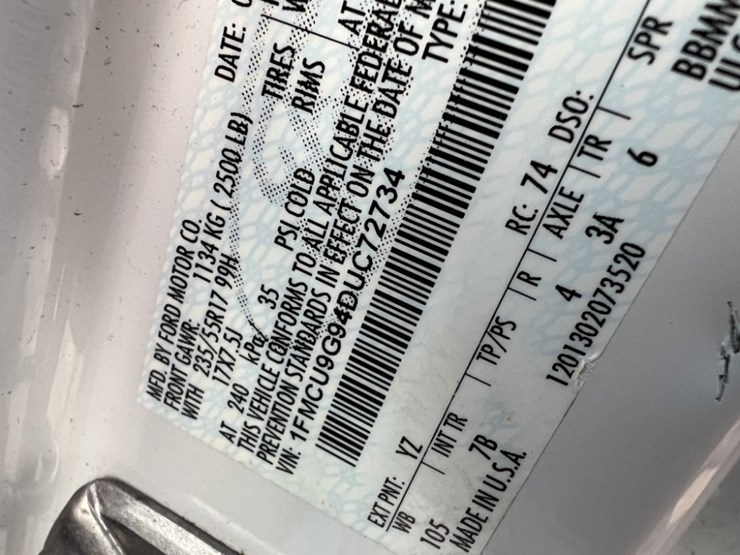 MFD. BY FORD MOTOR CO.
DATE:
FRONT GAWR: 1134 KG ( 2500 LB)
WITH 235/55R17 99H TIRES
17X7.5J RIMS
AT 240 kPa 35 PSI COLD AT
THIS VEHICLE CONFORMS TO ALL APPLICABLE FEDERAL
PREVENTION STANDARDS IN EFFECT ON THE DATE OF
VIN: 1FMCU9G94DUC72734 TYPE:
EXT PNT: YZ RC: 74 DSO:
WB | INT TR | TP/PS | R | AXLE | TR | SPR
105 7B 4 3A 6
MADE IN U.S.A. 1201302073520